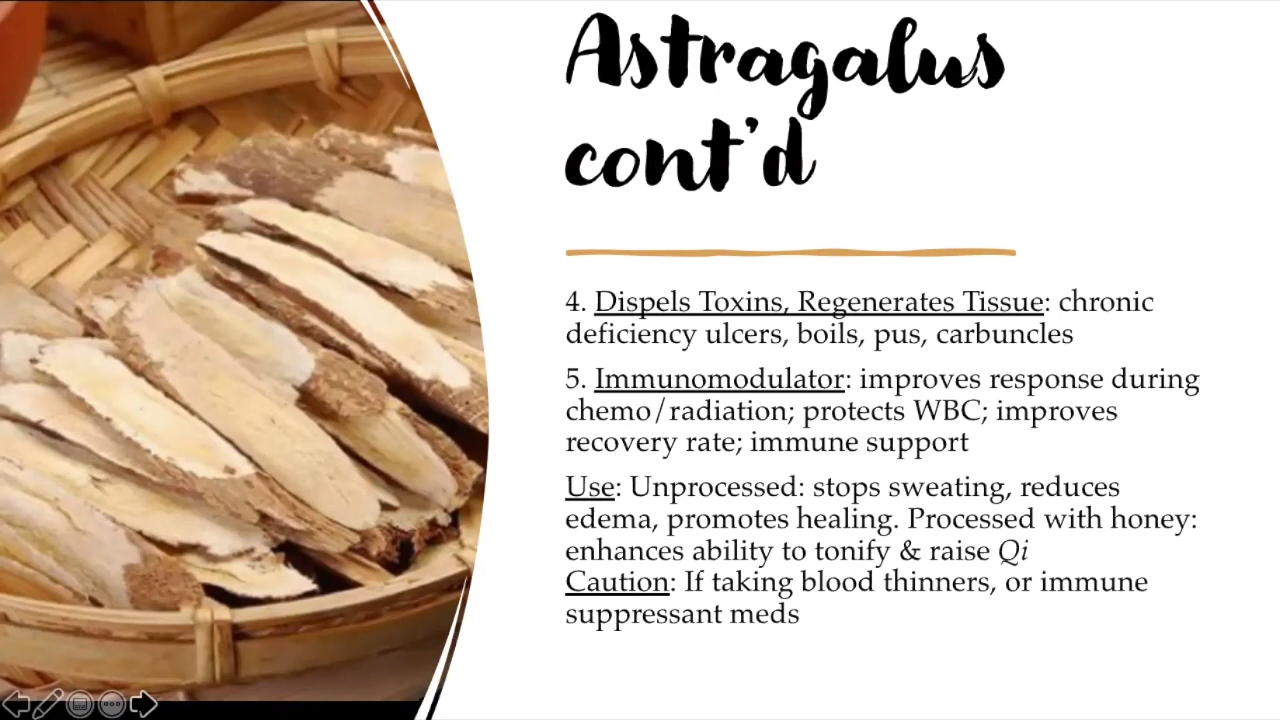 Astragalus
cont'd
4. Dispels Toxins, Regenerates Tissue: chronic
deficiency ulcers, boils, pus, carbuncles
5. Immunomodulator: improves response during
chemo/radiation; protects WBC; improves
recovery rate; immune support
Use: Unprocessed: stops sweating, reduces
edema, promotes healing. Processed with honey:
enhances ability to tonify & raise Qi
Caution: If taking blood thinners, or immune
suppressant meds